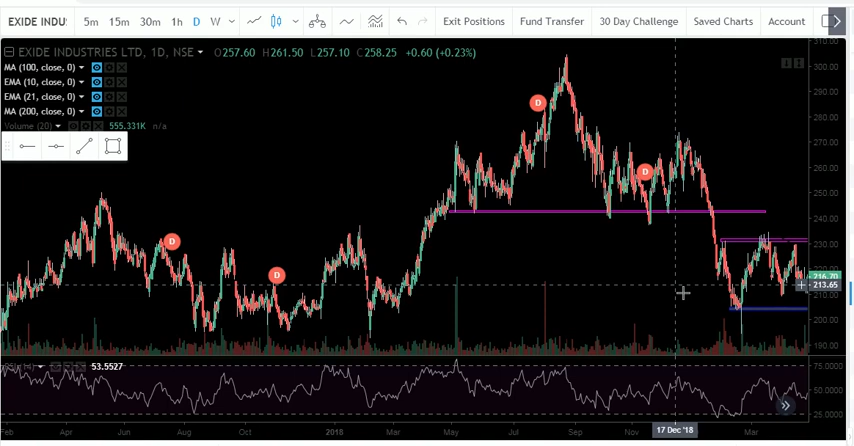 EXIDE INDUS 5m 15m 30m 1h D W Exit Positions Fund Transfer 30 Day Challenge Saved Charts Account
EXIDE INDUSTRIES LTD, 1D, NSE O257.60 H261.50 L257.10 C258.25 +0.60 (+0.23%)
MA (100, close, 0)
EMA (10, close, 0)
EMA (21, close, 0)
MA (200, close, 0)
Volume (20) 555.331K n/a
310.00
300.00
290.00
280.00
270.00
260.00
250.00
240.00
230.00
216.70
213.65
210.00
200.00
190.00
D
D
D
D
(14) 53.5527
75.0000
50.0000
25.0000
Feb Apr Jun Aug Oct 2018 Mar May Jul Sep Nov 17 Dec '18 Mar